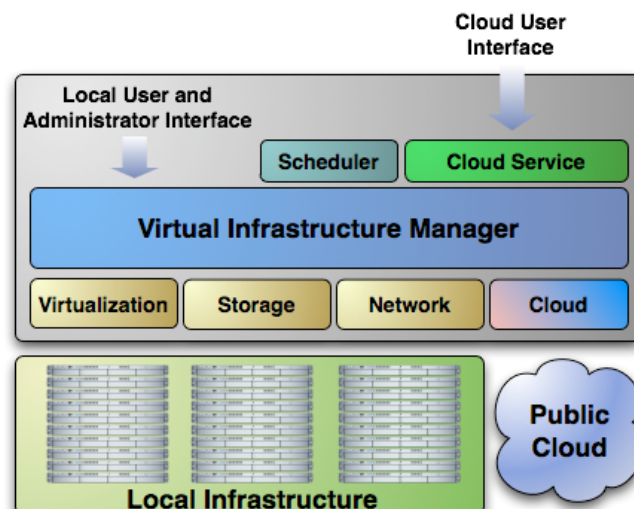 Cloud User
Interface
Local User and
Administrator Interface
Scheduler
Cloud Service
Virtual Infrastructure Manager
Virtualization
Storage
Network
Cloud
Public
Cloud
Local Infrastructure